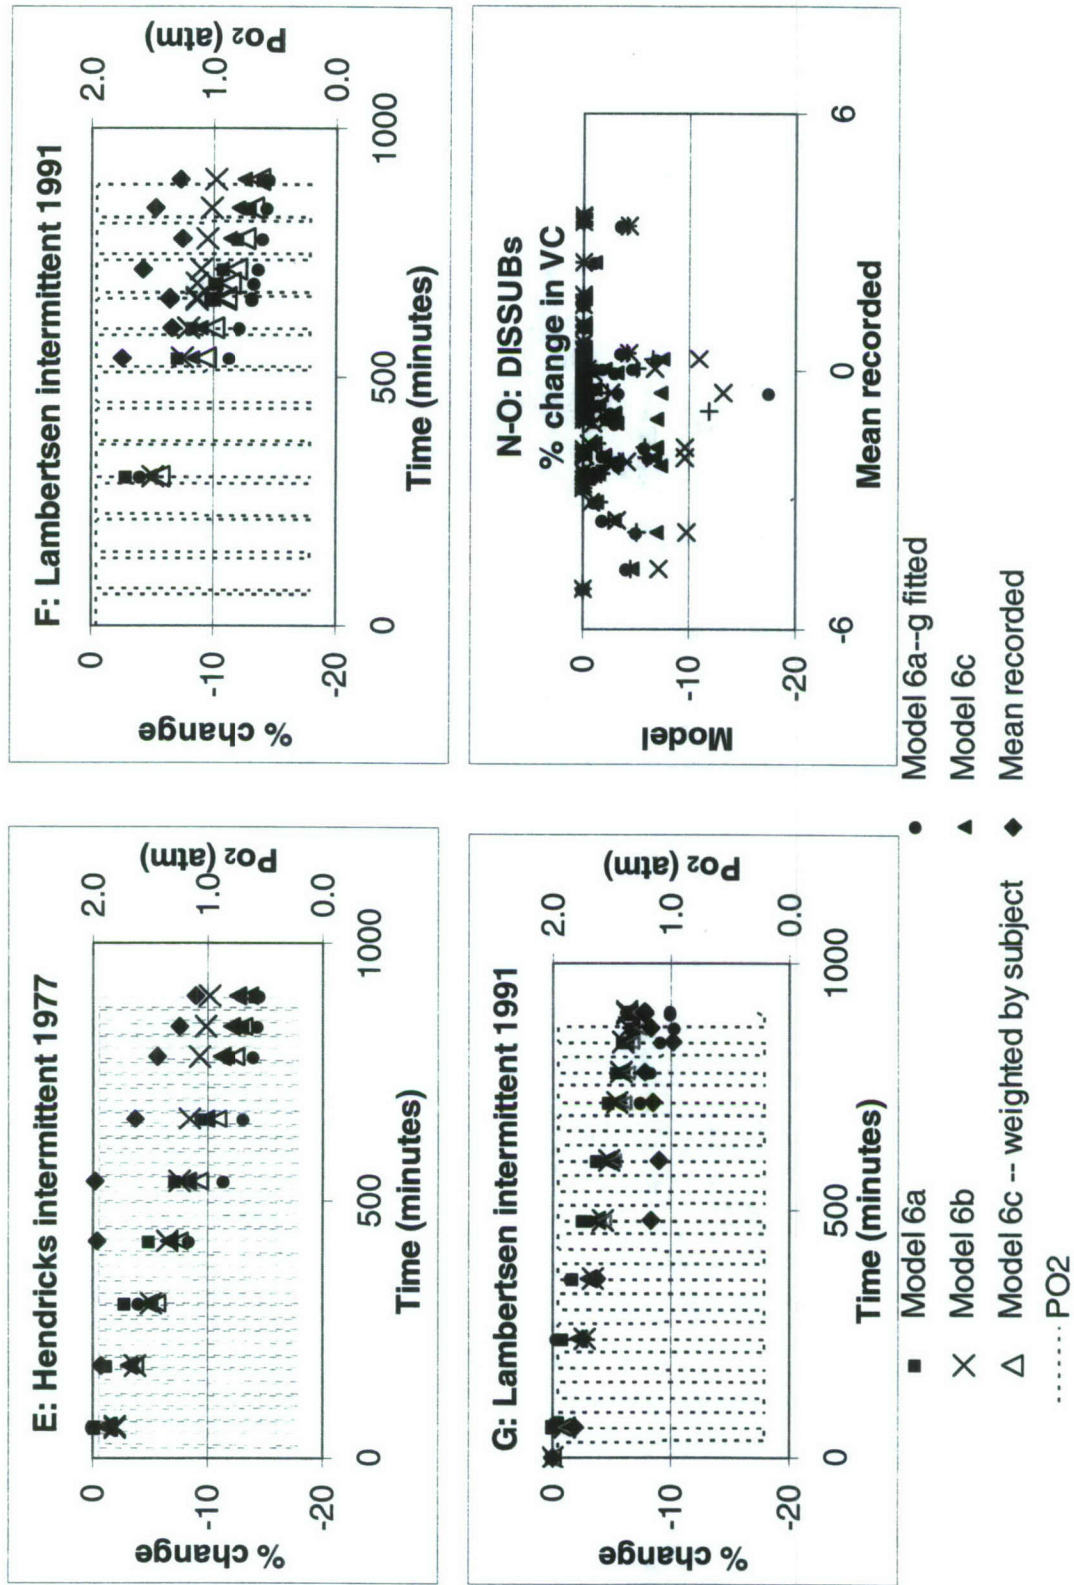 E: Hendricks intermittent 1977
% change
0
-10
-20
2.0
1.0
0.0
Po₂ (atm)
0
500
1000
Time (minutes)
F: Lambertsen intermittent 1991
% change
0
-10
-20
2.0
1.0
0.0
Po₂ (atm)
0
500
1000
Time (minutes)
G: Lambertsen intermittent 1991
% change
0
-10
-20
2.0
1.0
0.0
Po₂ (atm)
0
500
1000
Time (minutes)
N-O: DISSUBs
% change in VC
Model
0
-10
-20
-6
0
6
Mean recorded
Model 6a
Model 6a--g fitted
Model 6b
Model 6c
Model 6c -- weighted by subject
Mean recorded
PO2